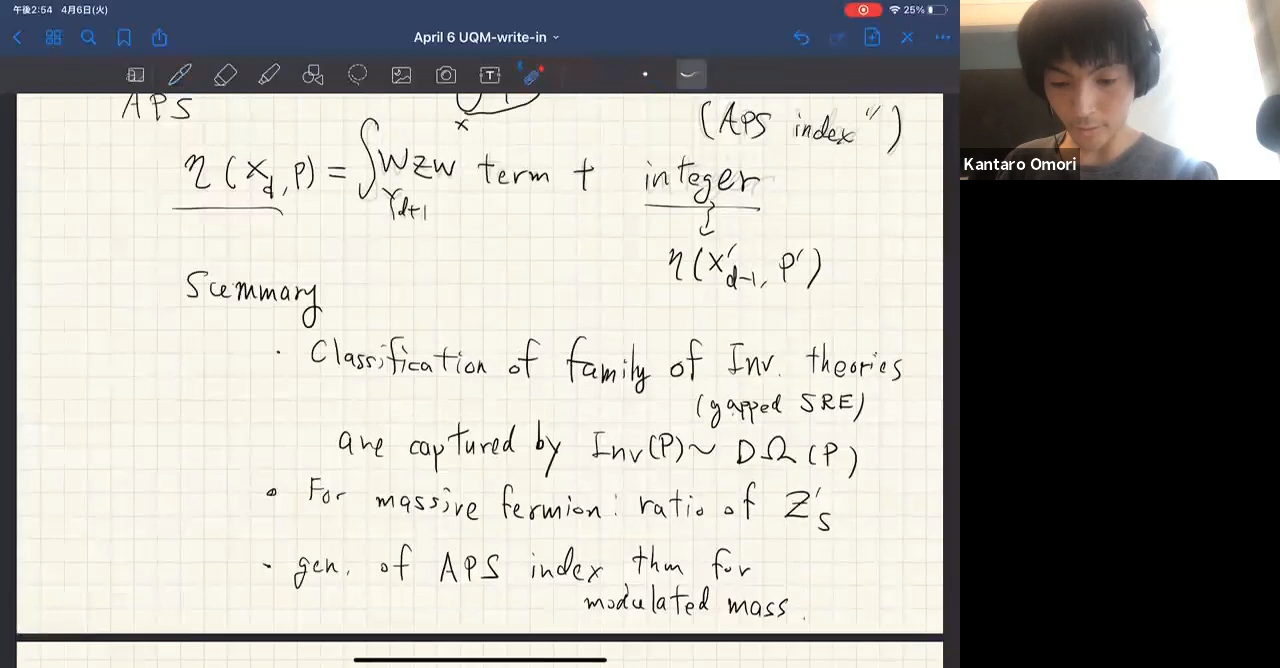 午後2:54 4月6日(火)
25%
April 6 UQM-write-in
Kantaro Omori
APS
x
(APS index")
η(X_d, P) = ∫_{Y_{d+1}} WZW term + integer
η(X'_{d-1}, P')
Summary
· Classification of family of Inv. theories
(gapped SRE)
are captured by Inv(P) ~ DΩ(P)
• For massive fermion: ratio of Z's
· gen. of APS index thm for
modulated mass.